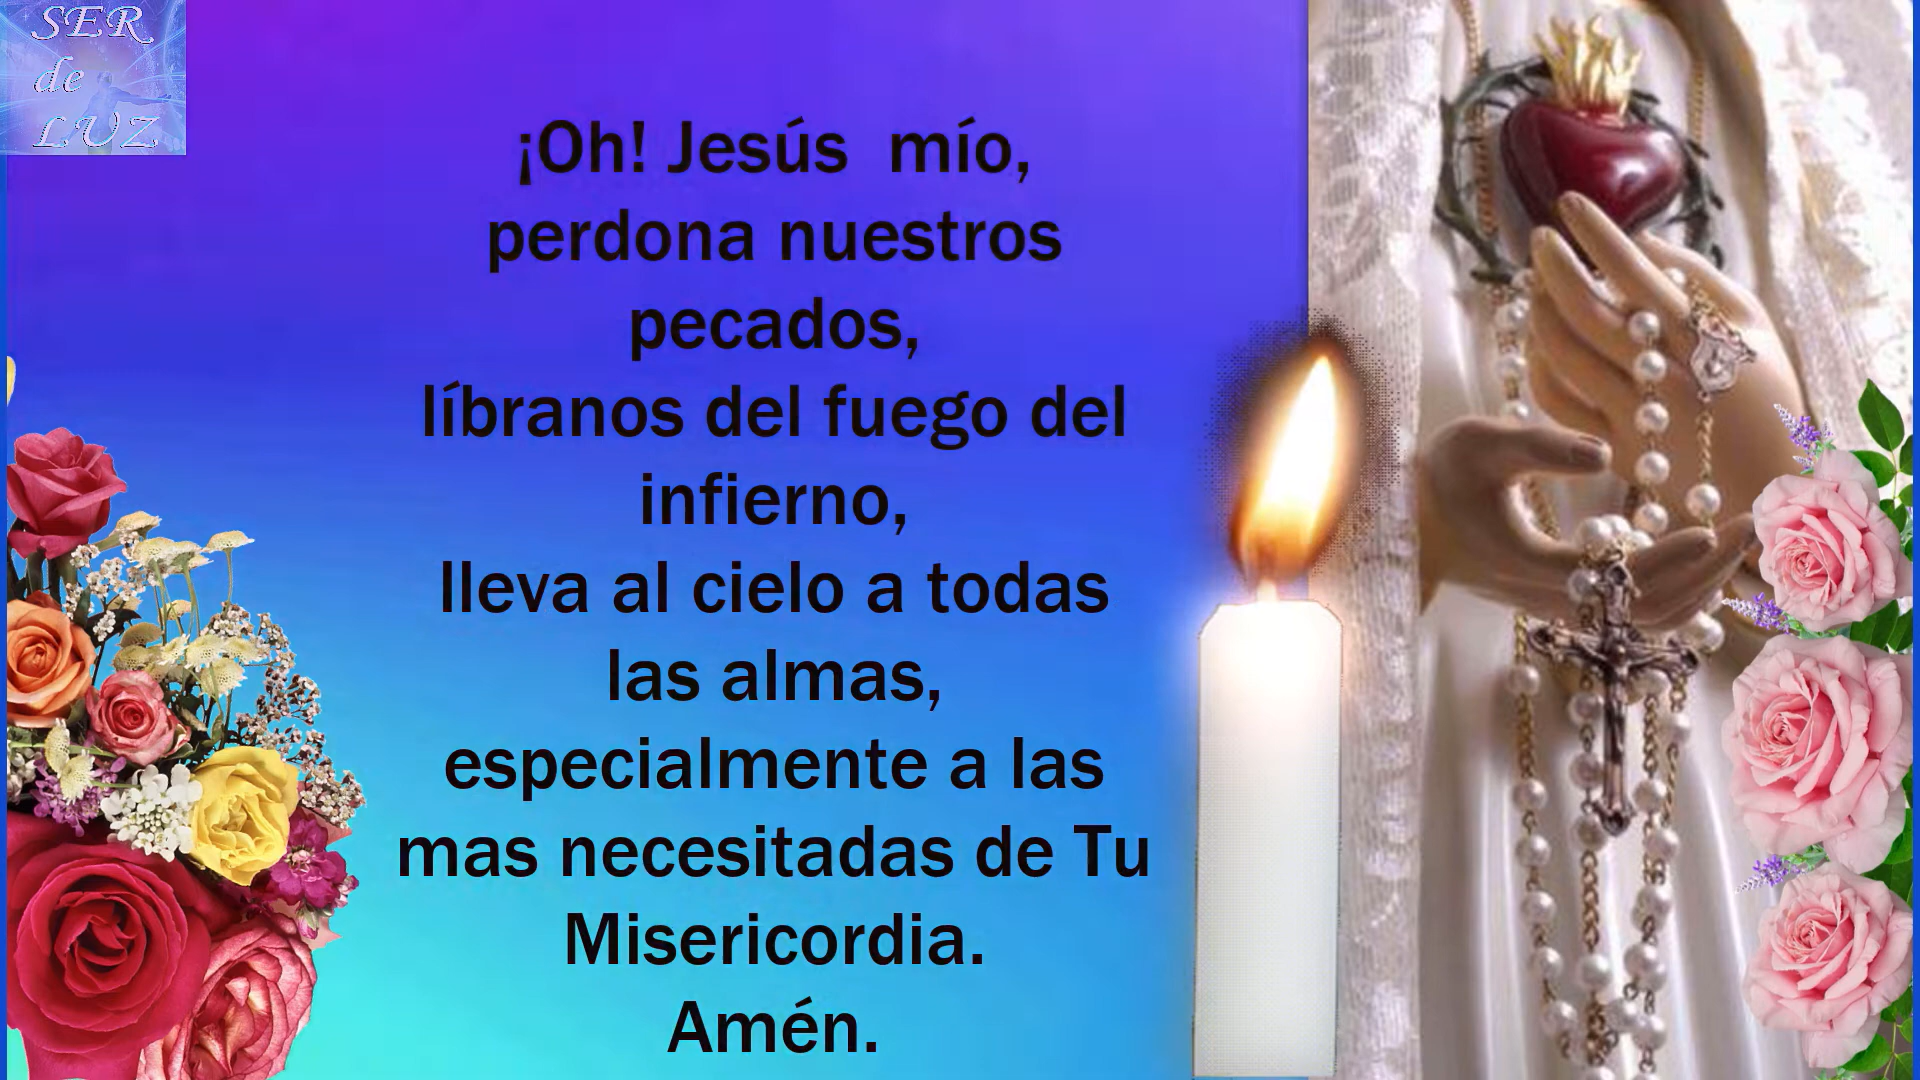 SER
de
LUZ
¡Oh! Jesús mío,
perdona nuestros
pecados,
líbranos del fuego del
infierno,
lleva al cielo a todas
las almas,
especialmente a las
mas necesitadas de Tu
Misericordia.
Amén.